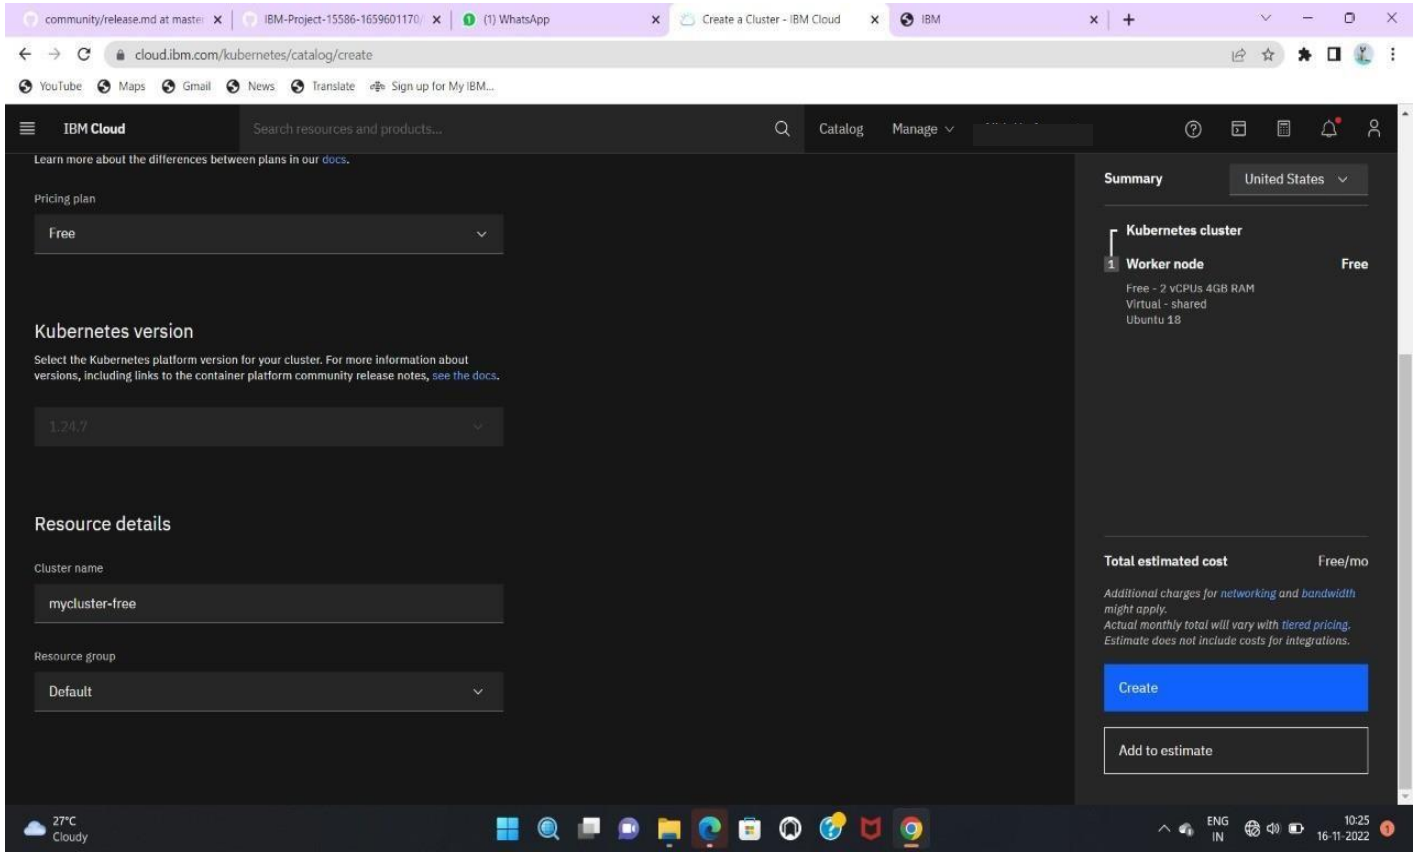 community/release.md at master
IBM-Project-15586-1659601170/
(1) WhatsApp
Create a Cluster - IBM Cloud
IBM
cloud.ibm.com/kubernetes/catalog/create
YouTube
Maps
Gmail
News
Translate
Sign up for My IBM...
IBM Cloud
Search resources and products...
Catalog
Manage
Learn more about the differences between plans in our docs.
Pricing plan
Free
Kubernetes version
Select the Kubernetes platform version for your cluster. For more information about
versions, including links to the container platform community release notes, see the docs.
1.24.7
Resource details
Cluster name
mycluster-free
Resource group
Default
Summary
United States
Kubernetes cluster
1 Worker node Free
Free - 2 vCPUs 4GB RAM
Virtual - shared
Ubuntu 18
Total estimated cost Free/mo
Additional charges for networking and bandwidth
might apply.
Actual monthly total will vary with tiered pricing.
Estimate does not include costs for integrations.
Create
Add to estimate
27°C
Cloudy
ENG
IN
10:25
16-11-2022
1